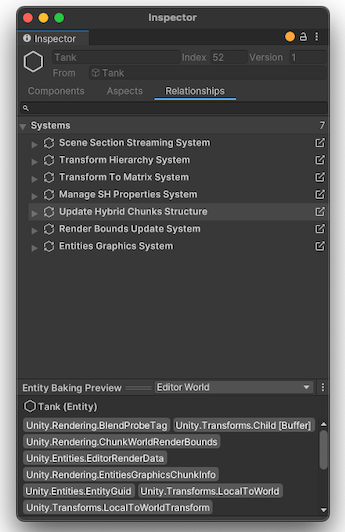 Inspector
Inspector
Tank Index 52 Version 1
From Tank
Components Aspects Relationships
Systems 7
Scene Section Streaming System
Transform Hierarchy System
Transform To Matrix System
Manage SH Properties System
Update Hybrid Chunks Structure
Render Bounds Update System
Entities Graphics System
Entity Baking Preview Editor World
Tank (Entity)
Unity.Rendering.BlendProbeTag Unity.Transforms.Child [Buffer]
Unity.Rendering.ChunkWorldRenderBounds
Unity.Entities.EditorRenderData
Unity.Rendering.EntitiesGraphicsChunkInfo
Unity.Entities.EntityGuid Unity.Transforms.LocalToWorld
Unity.Transforms.LocalToWorldTransform